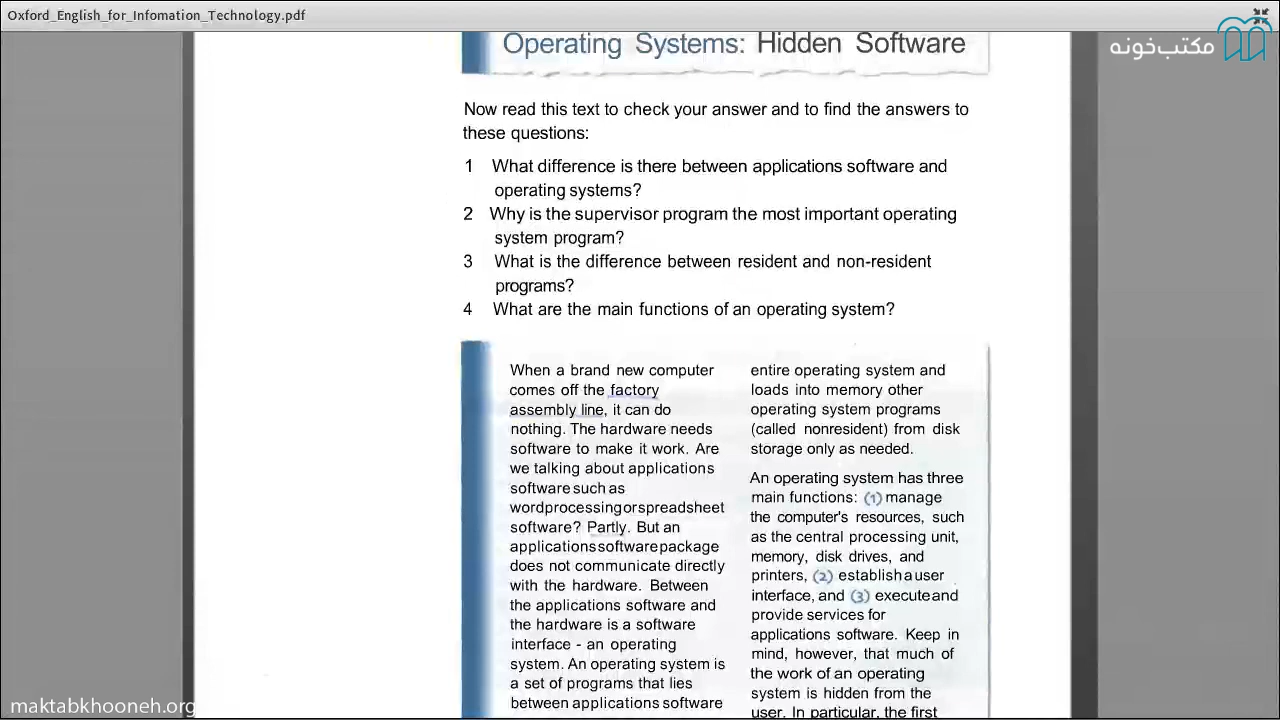 Oxford_English_for_Infomation_Technology.pdf
مکتب‌خونه
Operating Systems: Hidden Software
Now read this text to check your answer and to find the answers to
these questions:
1 What difference is there between applications software and
operating systems?
2 Why is the supervisor program the most important operating
system program?
3 What is the difference between resident and non-resident
programs?
4 What are the main functions of an operating system?
When a brand new computer
comes off the factory
assembly line, it can do
nothing. The hardware needs
software to make it work. Are
we talking about applications
software such as
wordprocessingorspreadsheet
software? Partly. But an
applicationssoftwarepackage
does not communicate directly
with the hardware. Between
the applications software and
the hardware is a software
interface - an operating
system. An operating system is
a set of programs that lies
between applications software
entire operating system and
loads into memory other
operating system programs
(called nonresident) from disk
storage only as needed.
An operating system has three
main functions: (1) manage
the computer's resources, such
as the central processing unit,
memory, disk drives, and
printers, (2) establishauser
interface, and (3) executeand
provide services for
applications software. Keep in
mind, however, that much of
the work of an operating
system is hidden from the
user. In particular, the first
maktabkhooneh.org